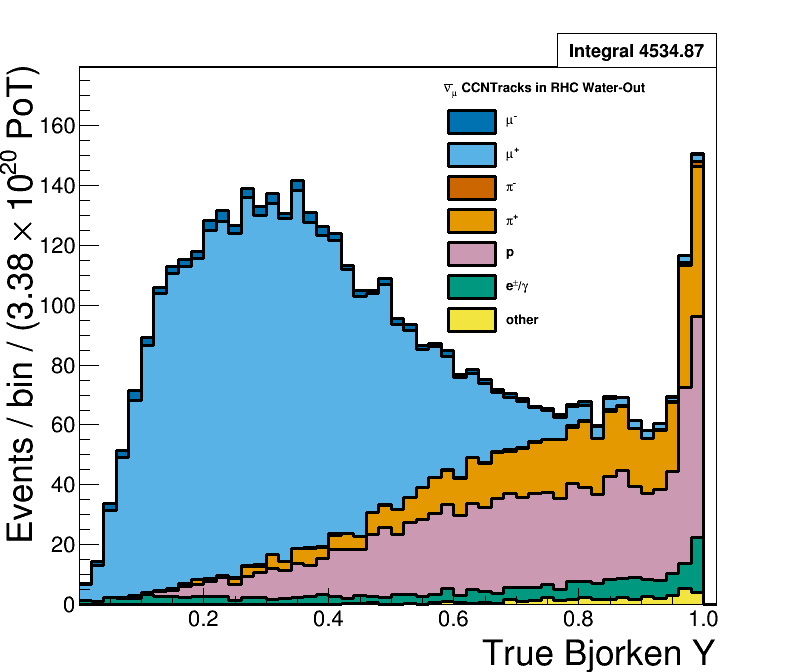 Integral 4534.87
ν̅μ CCNTracks in RHC Water-Out
μ⁻
μ⁺
π⁻
π⁺
p
e±/γ
other
Events / bin / (3.38 × 10²⁰ PoT)
160
140
120
100
80
60
40
20
0
0.2 0.4 0.6 0.8 1.0
True Bjorken Y